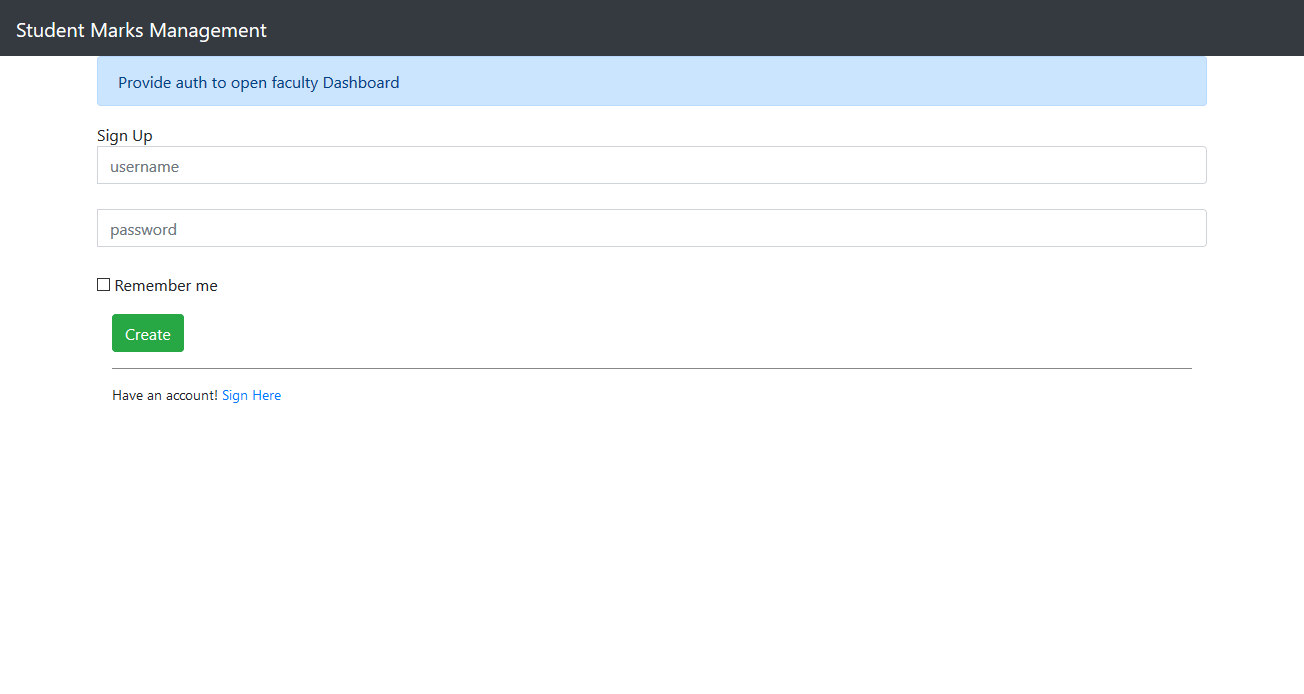 Student Marks Management
Provide auth to open faculty Dashboard
Sign Up
username
password
Remember me
Create
Have an account! Sign Here